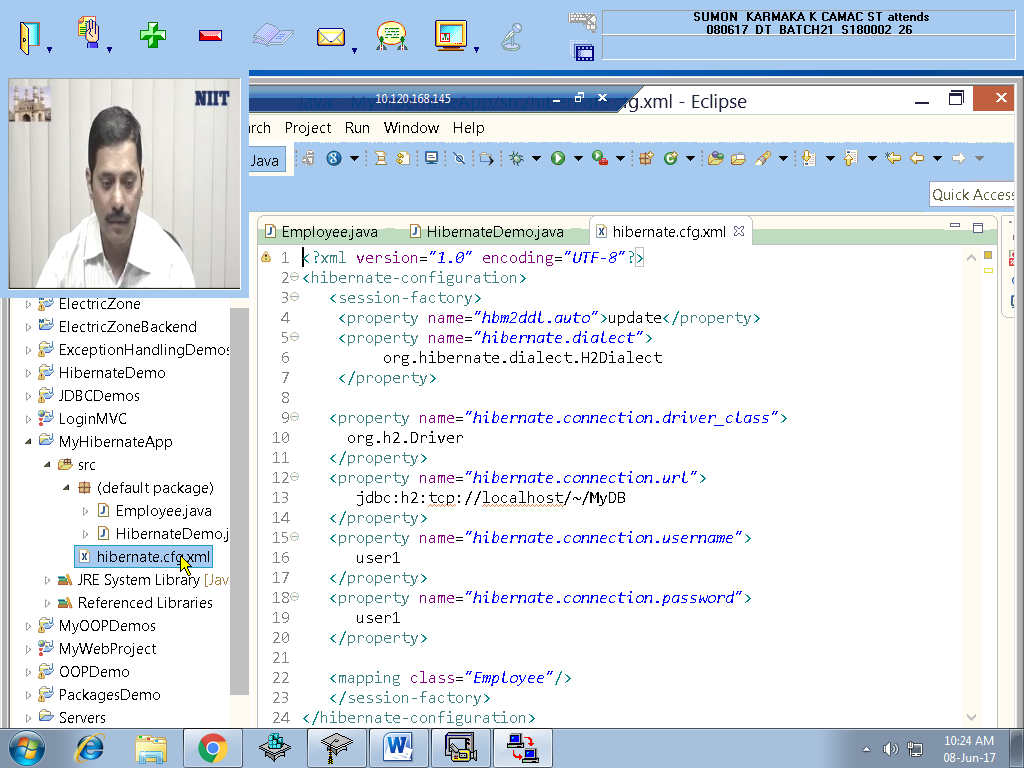 SUMON KARMAKA K CAMAC ST attends
080617_DT_BATCH21_S180002_26
NIIT
10.120.168.145
fg.xml - Eclipse
rch Project Run Window Help
Java
Quick Access
Employee.java
HibernateDemo.java
hibernate.cfg.xml
1 <?xml version="1.0" encoding="UTF-8"?>
2 <hibernate-configuration>
3 <session-factory>
4 <property name="hbm2ddl.auto">update</property>
5 <property name="hibernate.dialect">
6 org.hibernate.dialect.H2Dialect
7 </property>
8
9 <property name="hibernate.connection.driver_class">
10 org.h2.Driver
11 </property>
12 <property name="hibernate.connection.url">
13 jdbc:h2:tcp://localhost/~/MyDB
14 </property>
15 <property name="hibernate.connection.username">
16 user1
17 </property>
18 <property name="hibernate.connection.password">
19 user1
20 </property>
21
22 <mapping class="Employee"/>
23 </session-factory>
24 </hibernate-configuration>
ElectricZone
ElectricZoneBackend
ExceptionHandlingDemos
HibernateDemo
JDBCDemos
LoginMVC
MyHibernateApp
src
(default package)
Employee.java
HibernateDemo.j
hibernate.cfg.xml
JRE System Library [Jav
Referenced Libraries
MyOOPDemos
MyWebProject
OOPDemo
PackagesDemo
Servers
10:24 AM
08-Jun-17